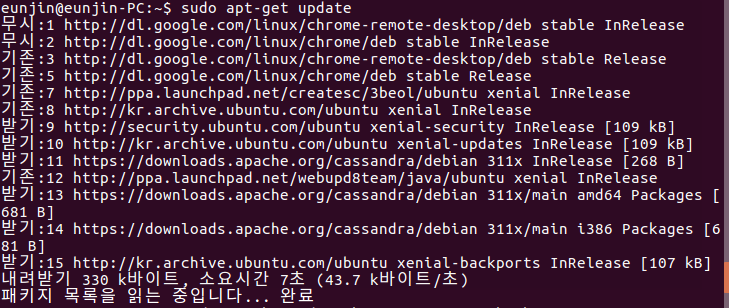 eunjin@eunjin-PC:~$ sudo apt-get update
무시:1 http://dl.google.com/linux/chrome-remote-desktop/deb stable InRelease
무시:2 http://dl.google.com/linux/chrome/deb stable InRelease
기존:3 http://dl.google.com/linux/chrome-remote-desktop/deb stable Release
기존:5 http://dl.google.com/linux/chrome/deb stable Release
기존:7 http://ppa.launchpad.net/createsc/3beol/ubuntu xenial InRelease
기존:8 http://kr.archive.ubuntu.com/ubuntu xenial InRelease
받기:9 http://security.ubuntu.com/ubuntu xenial-security InRelease [109 kB]
받기:10 http://kr.archive.ubuntu.com/ubuntu xenial-updates InRelease [109 kB]
받기:11 https://downloads.apache.org/cassandra/debian 311x InRelease [268 B]
기존:12 http://ppa.launchpad.net/webupd8team/java/ubuntu xenial InRelease
받기:13 https://downloads.apache.org/cassandra/debian 311x/main amd64 Packages [
681 B]
받기:14 https://downloads.apache.org/cassandra/debian 311x/main i386 Packages [6
81 B]
받기:15 http://kr.archive.ubuntu.com/ubuntu xenial-backports InRelease [107 kB]
내려받기 330 k바이트, 소요시간 7초 (43.7 k바이트/초)
패키지 목록을 읽는 중입니다... 완료